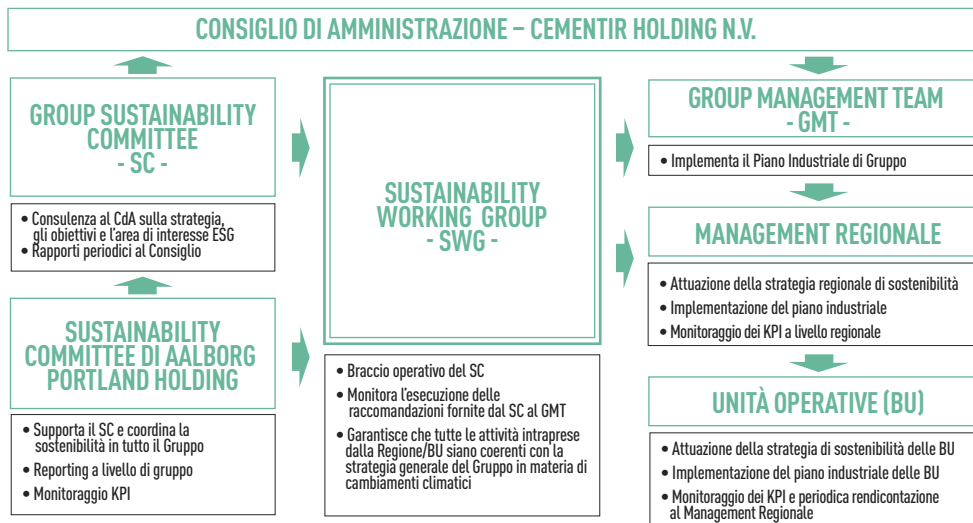 CONSIGLIO DI AMMINISTRAZIONE – CEMENTIR HOLDING N.V.
GROUP SUSTAINABILITY
COMMITTEE
- SC -
• Consulenza al CdA sulla strategia,
gli obiettivi e l'area di interesse ESG
• Rapporti periodici al Consiglio
SUSTAINABILITY
COMMITTEE DI AALBORG
PORTLAND HOLDING
• Supporta il SC e coordina la
sostenibilità in tutto il Gruppo
• Reporting a livello di gruppo
• Monitoraggio KPI
SUSTAINABILITY
WORKING GROUP
- SWG -
• Braccio operativo del SC
• Monitora l'esecuzione delle
raccomandazioni fornite dal SC al GMT
• Garantisce che tutte le attività intraprese
dalla Regione/BU siano coerenti con la
strategia generale del Gruppo in materia di
cambiamenti climatici
GROUP MANAGEMENT TEAM
- GMT -
• Implementa il Piano Industriale di Gruppo
MANAGEMENT REGIONALE
• Attuazione della strategia regionale di sostenibilità
• Implementazione del piano industriale
• Monitoraggio dei KPI a livello regionale
UNITÀ OPERATIVE (BU)
• Attuazione della strategia di sostenibilità delle BU
• Implementazione del piano industriale delle BU
• Monitoraggio dei KPI e periodica rendicontazione
al Management Regionale